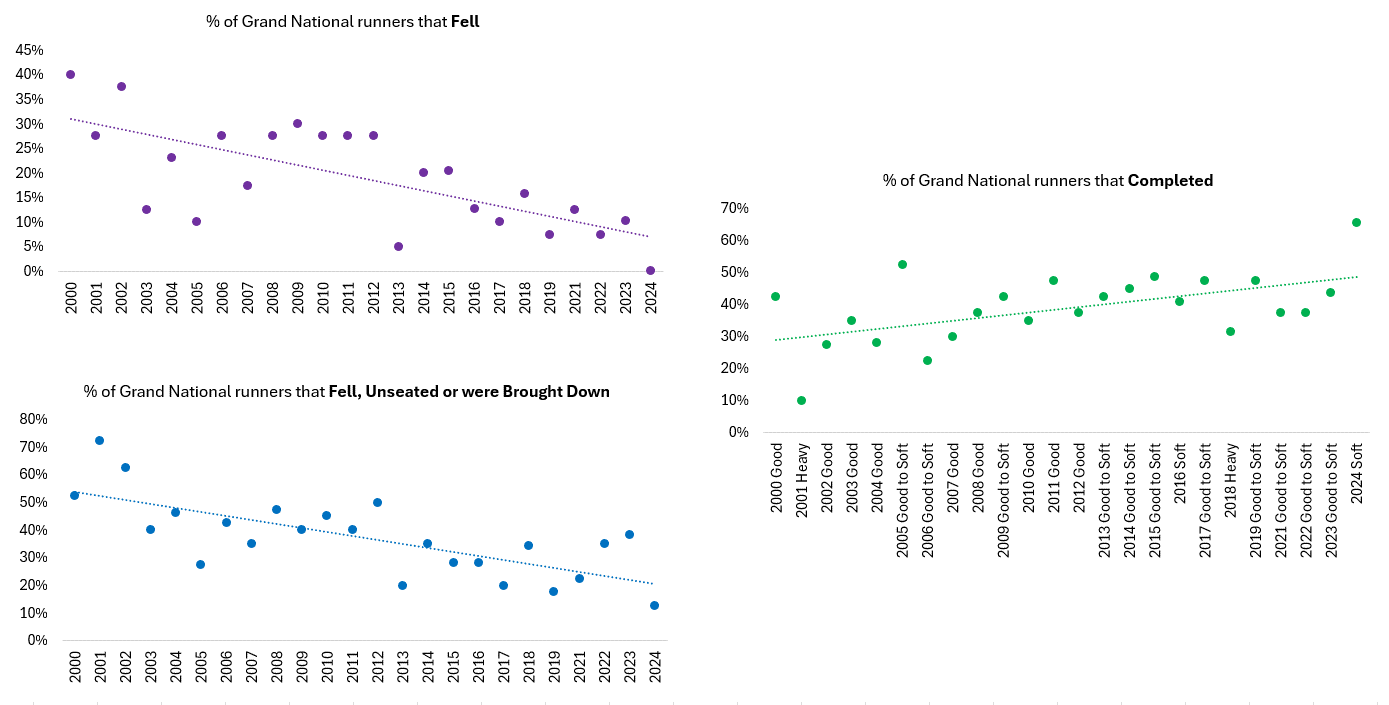 % of Grand National runners that Fell
45%
40%
35%
30%
25%
20%
15%
10%
5%
0%
2000
2001
2002
2003
2004
2005
2006
2007
2008
2009
2010
2011
2012
2013
2014
2015
2016
2017
2018
2019
2021
2022
2023
2024
% of Grand National runners that Fell, Unseated or were Brought Down
80%
70%
60%
50%
40%
30%
20%
10%
0%
2000
2001
2002
2003
2004
2005
2006
2007
2008
2009
2010
2011
2012
2013
2014
2015
2016
2017
2018
2019
2021
2022
2023
2024
% of Grand National runners that Completed
70%
60%
50%
40%
30%
20%
10%
0%
2000 Good
2001 Heavy
2002 Good
2003 Good
2004 Good
2005 Good to Soft
2006 Good to Soft
2007 Good
2008 Good
2009 Good to Soft
2010 Good
2011 Good
2012 Good
2013 Good to Soft
2014 Good to Soft
2015 Good to Soft
2016 Soft
2017 Good to Soft
2018 Heavy
2019 Good to Soft
2021 Good to Soft
2022 Good to Soft
2023 Good to Soft
2024 Soft